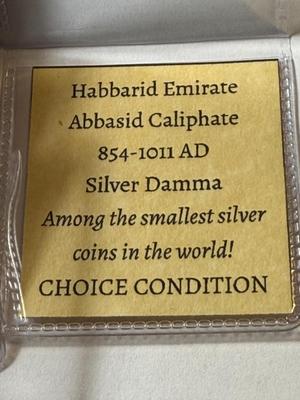 Habbarid Emirate
Abbasid Caliphate
854-1011 AD
Silver Damma
Among the smallest silver
coins in the world!
CHOICE CONDITION